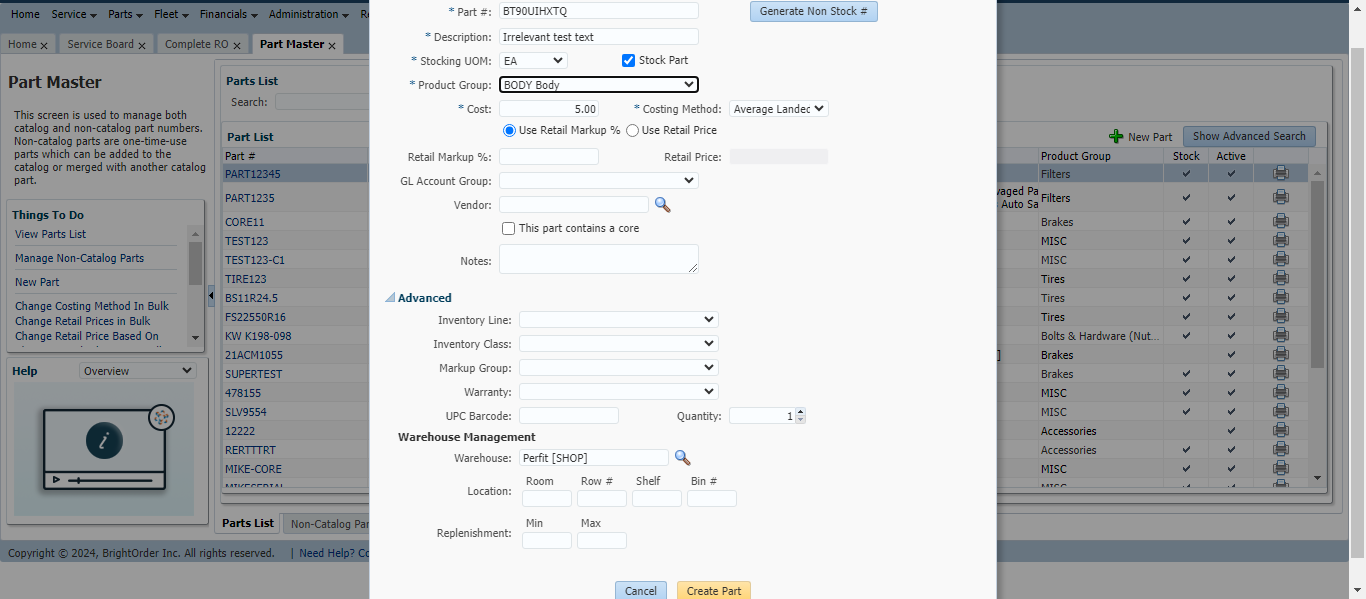 Home Service Parts Fleet Financials Administration
Home × Service Board × Complete RO × Part Master ×
Part Master
This screen is used to manage both
catalog and non-catalog part numbers.
Non-catalog parts are one-time-use
parts which can be added to the
catalog or merged with another catalog
part.
Things To Do
View Parts List
Manage Non-Catalog Parts
New Part
Change Costing Method In Bulk
Change Retail Prices in Bulk
Change Retail Price Based On
Help Overview
Parts List
Search:
Part List
Part #
PART12345
PART1235
CORE11
TEST123
TEST123-C1
TIRE123
BS11R24.5
FS22550R16
KW K198-098
21ACM1055
SUPERTEST
478155
SLV9554
12222
RERTTTRT
MIKE-CORE
Parts List Non-Catalog Par
* Part #: BT90UIHXTQ Generate Non Stock #
* Description: Irrelevant test text
* Stocking UOM: EA Stock Part
* Product Group: BODY Body
* Cost: 5.00 * Costing Method: Average Landec
Use Retail Markup % Use Retail Price
Retail Markup %: Retail Price:
GL Account Group:
Vendor:
This part contains a core
Notes:
Advanced
Inventory Line:
Inventory Class:
Markup Group:
Warranty:
UPC Barcode: Quantity: 1
Warehouse Management
Warehouse: Perfit [SHOP]
Room Row # Shelf Bin #
Location:
Min Max
Replenishment:
Cancel Create Part
New Part Show Advanced Search
Product Group Stock Active
Filters
vaged Pa
Auto Sa
Filters
Brakes
MISC
MISC
Tires
Tires
Tires
Bolts & Hardware (Nut...
] Brakes
Brakes
MISC
MISC
Accessories
Accessories
MISC
Copyright © 2024, BrightOrder Inc. All rights reserved. | Need Help? Co